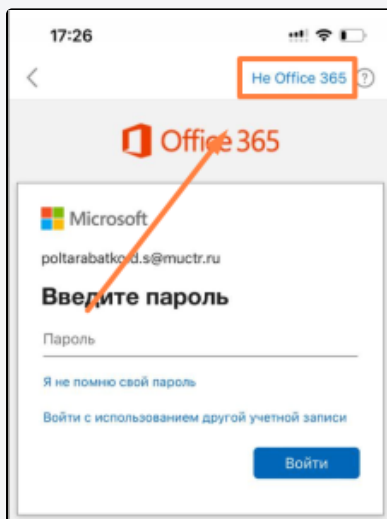 17:26
Не Office 365 ?
Office 365
Microsoft
poltarabatko.d.s@muctr.ru
Введите пароль
Пароль
Я не помню свой пароль
Войти с использованием другой учетной записи
Войти